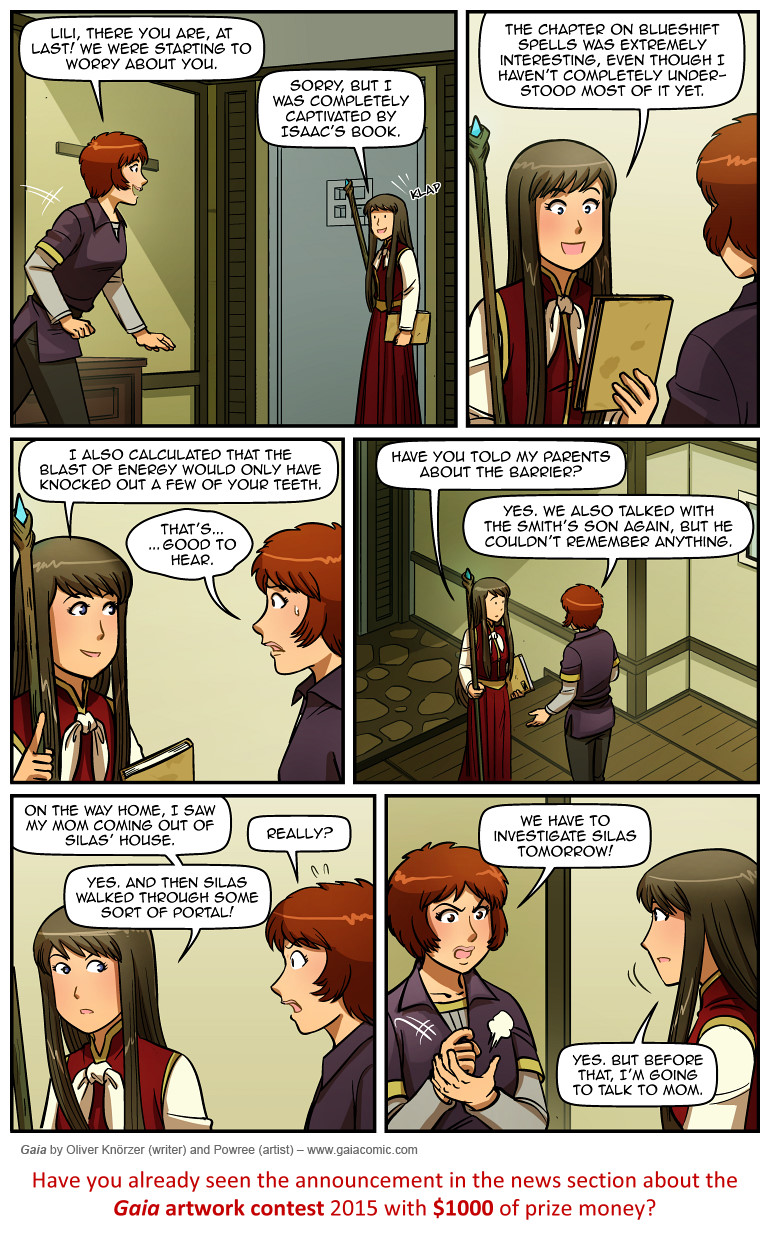 LILI, THERE YOU ARE, AT
LAST! WE WERE STARTING TO
WORRY ABOUT YOU.
SORRY, BUT I
WAS COMPLETELY
CAPTIVATED BY
ISAAC'S BOOK.
KLAP
THE CHAPTER ON BLUESHIFT
SPELLS WAS EXTREMELY
INTERESTING, EVEN THOUGH I
HAVEN'T COMPLETELY UNDER-
STOOD MOST OF IT YET.
I ALSO CALCULATED THAT THE
BLAST OF ENERGY WOULD ONLY HAVE
KNOCKED OUT A FEW OF YOUR TEETH.
THAT'S...
...GOOD TO
HEAR.
HAVE YOU TOLD MY PARENTS
ABOUT THE BARRIER?
YES. WE ALSO TALKED WITH
THE SMITH'S SON AGAIN, BUT HE
COULDN'T REMEMBER ANYTHING.
ON THE WAY HOME, I SAW
MY MOM COMING OUT OF
SILAS' HOUSE.
REALLY?
YES. AND THEN SILAS
WALKED THROUGH SOME
SORT OF PORTAL!
WE HAVE TO
INVESTIGATE SILAS
TOMORROW!
YES. BUT BEFORE
THAT, I'M GOING
TO TALK TO MOM.
Gaia by Oliver Knörzer (writer) and Powree (artist) – www.gaiacomic.com
Have you already seen the announcement in the news section about the
Gaia artwork contest 2015 with $1000 of prize money?